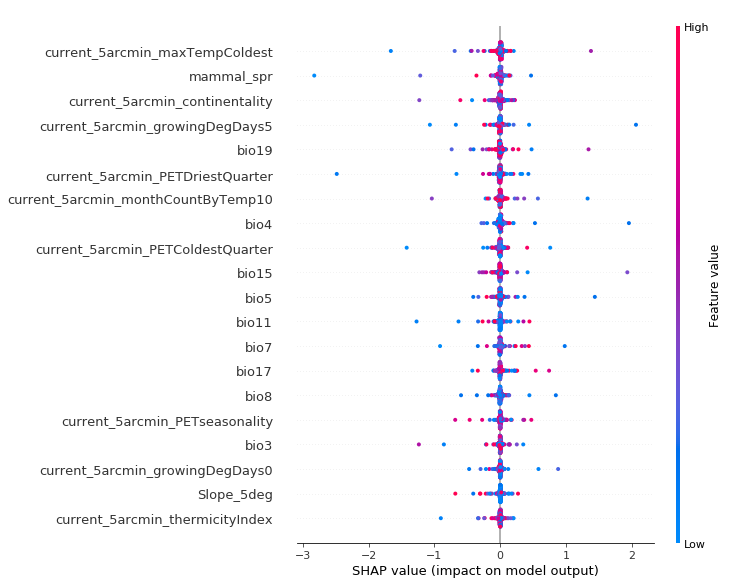 High
current_5arcmin_maxTempColdest
mammal_spr
current_5arcmin_continentality
current_5arcmin_growingDegDays5
bio19
current_5arcmin_PETDriestQuarter
current_5arcmin_monthCountByTemp10
bio4
current_5arcmin_PETColdestQuarter
bio15
bio5
bio11
bio7
bio17
bio8
current_5arcmin_PETseasonality
bio3
current_5arcmin_growingDegDays0
Slope_5deg
current_5arcmin_thermicityIndex
Feature value
Low
−3 −2 −1 0 1 2
SHAP value (impact on model output)